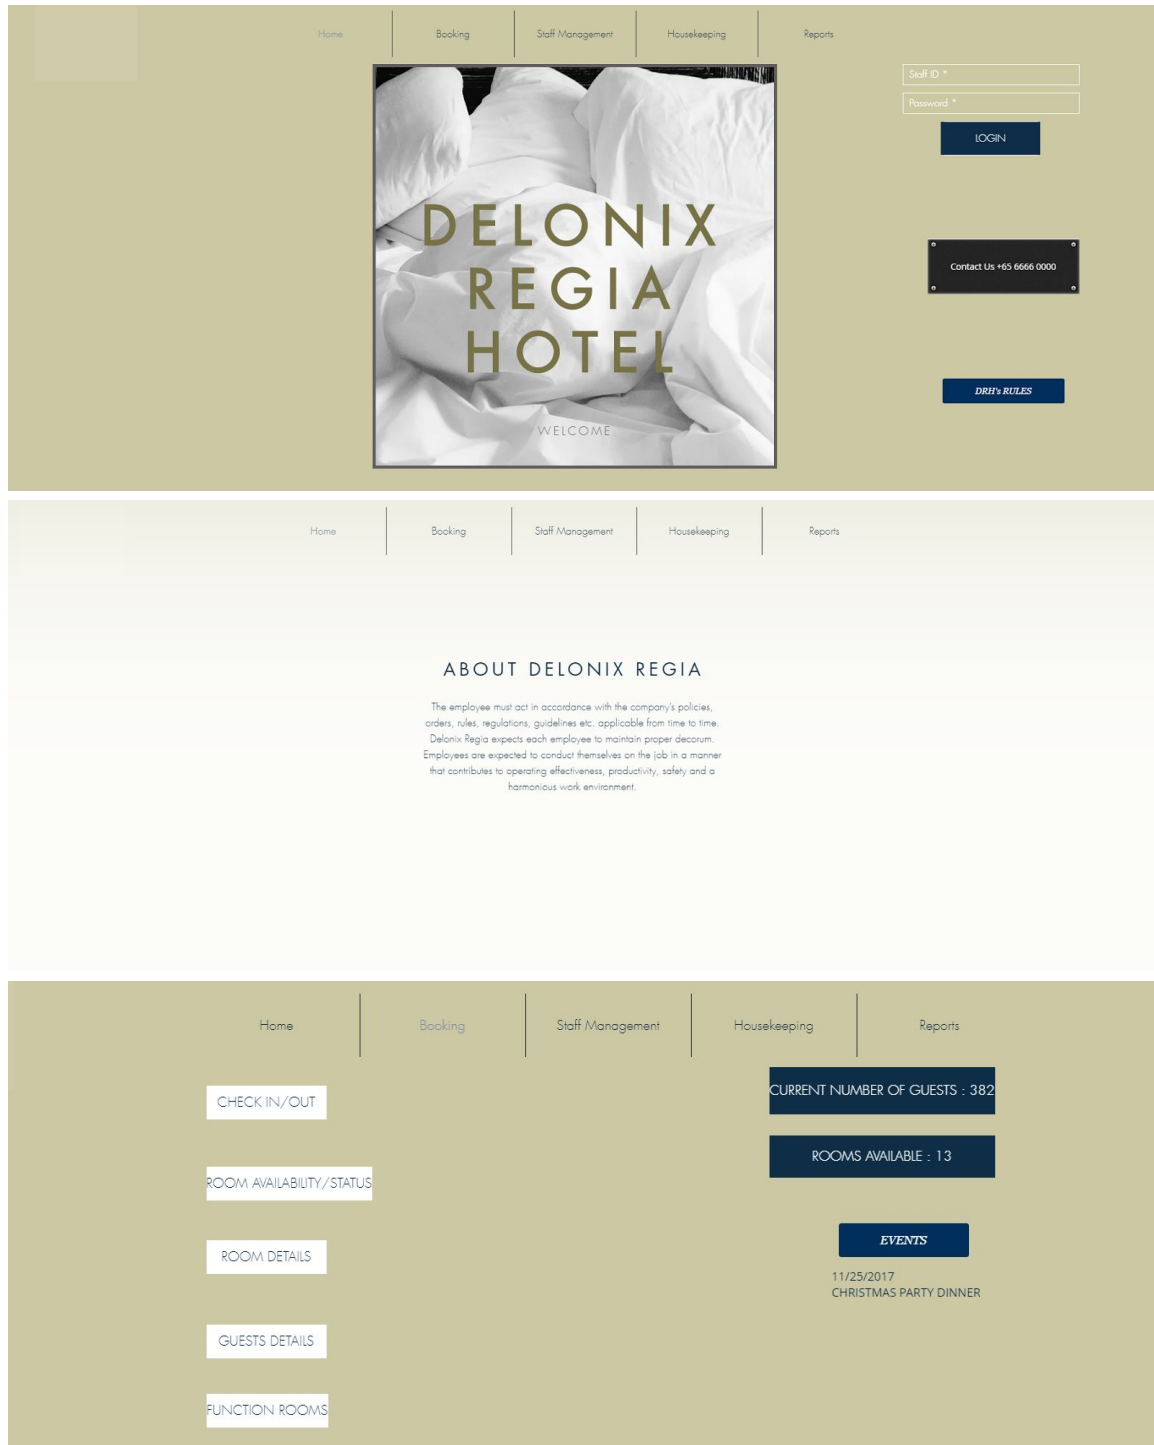 Home
Booking
Staff Management
Housekeeping
Reports
Staff ID *
Password *
LOGIN
DELONIX
REGIA
HOTEL
WELCOME
Contact Us +65 6666 0000
DRH's RULES
Home
Booking
Staff Management
Housekeeping
Reports
ABOUT DELONIX REGIA
The employee must act in accordance with the company's policies,
orders, rules, regulations, guidelines etc. applicable from time to time.
Delonix Regia expects each employee to maintain proper decorum.
Employees are expected to conduct themselves on the job in a manner
that contributes to operating effectiveness, productivity, safety and a
harmonious work environment.
Home
Booking
Staff Management
Housekeeping
Reports
CHECK IN/OUT
ROOM AVAILABILITY/STATUS
ROOM DETAILS
GUESTS DETAILS
FUNCTION ROOMS
CURRENT NUMBER OF GUESTS : 382
ROOMS AVAILABLE : 13
EVENTS
11/25/2017
CHRISTMAS PARTY DINNER